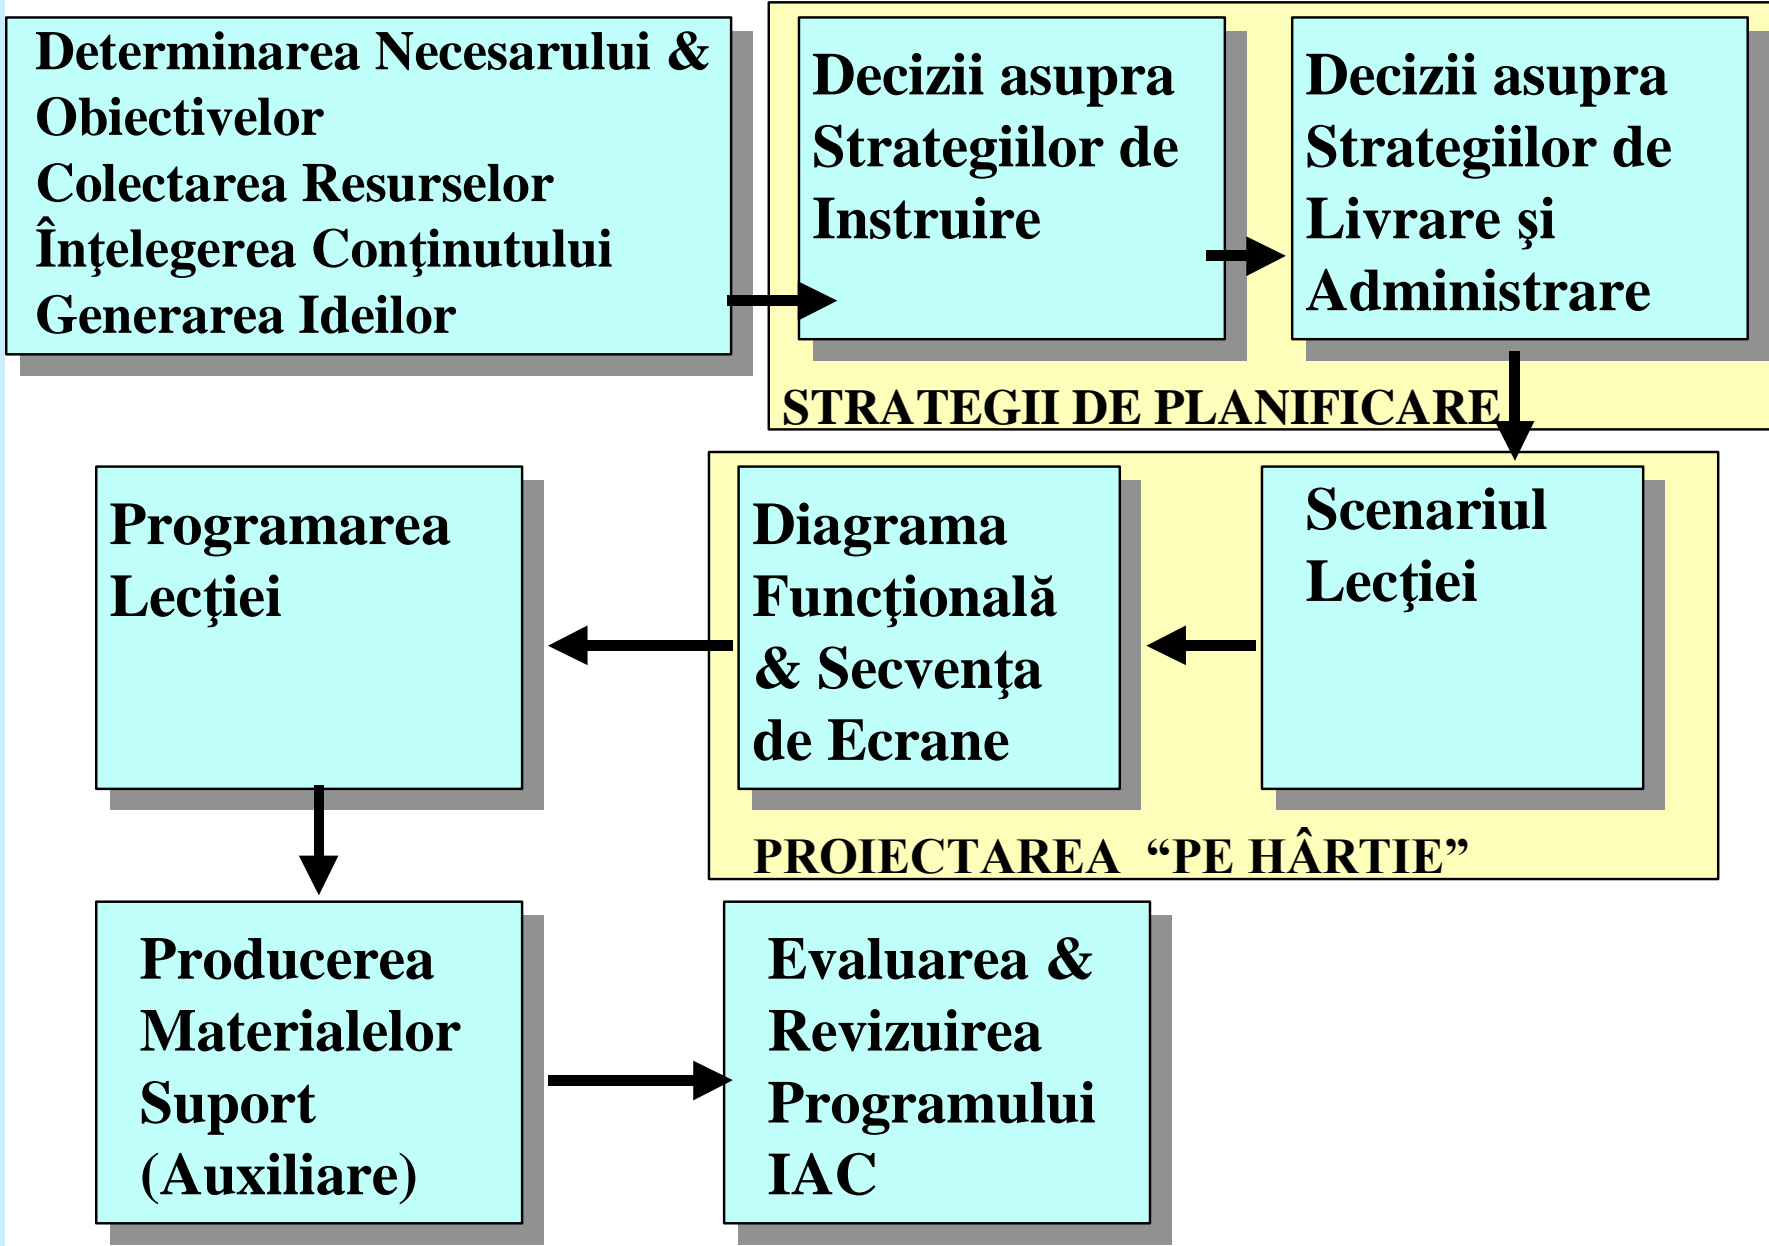 Determinarea Necesarului &
Obiectivelor
Colectarea Resurselor
Înţelegerea Conţinutului
Generarea Ideilor
Decizii asupra
Strategiilor de
Instruire
Decizii asupra
Strategiilor de
Livrare şi
Administrare
STRATEGII DE PLANIFICARE
Scenariul
Lecţiei
Diagrama
Funcţională
& Secvenţa
de Ecrane
PROIECTAREA “PE HÂRTIE”
Programarea
Lecţiei
Producerea
Materialelor
Suport
(Auxiliare)
Evaluarea &
Revizuirea
Programului
IAC